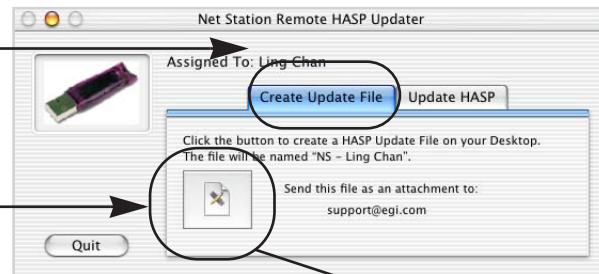 Net Station Remote HASP Updater
Assigned To: Ling Chan
Create Update File
Update HASP
Click the button to create a HASP Update File on your Desktop.
The file will be named “NS – Ling Chan”.
Send this file as an attachment to:
support@egi.com
Quit